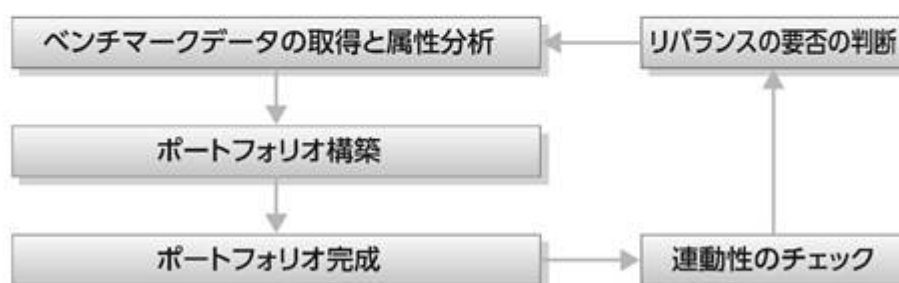 ベンチマークデータの取得と属性分析
リバランスの要否の判断
ポートフォリオ構築
ポートフォリオ完成
連動性のチェック